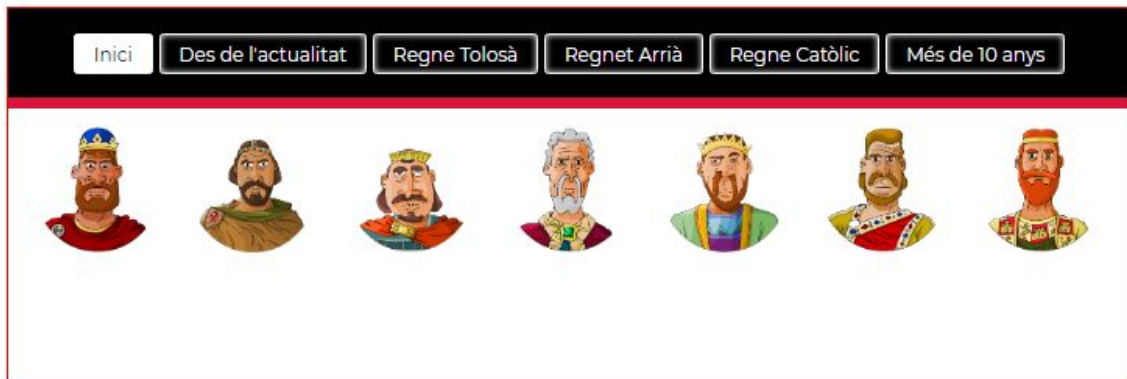 Inici Des de l'actualitat Regne Tolosà Regnet Arrià Regne Catòlic Més de 10 anys